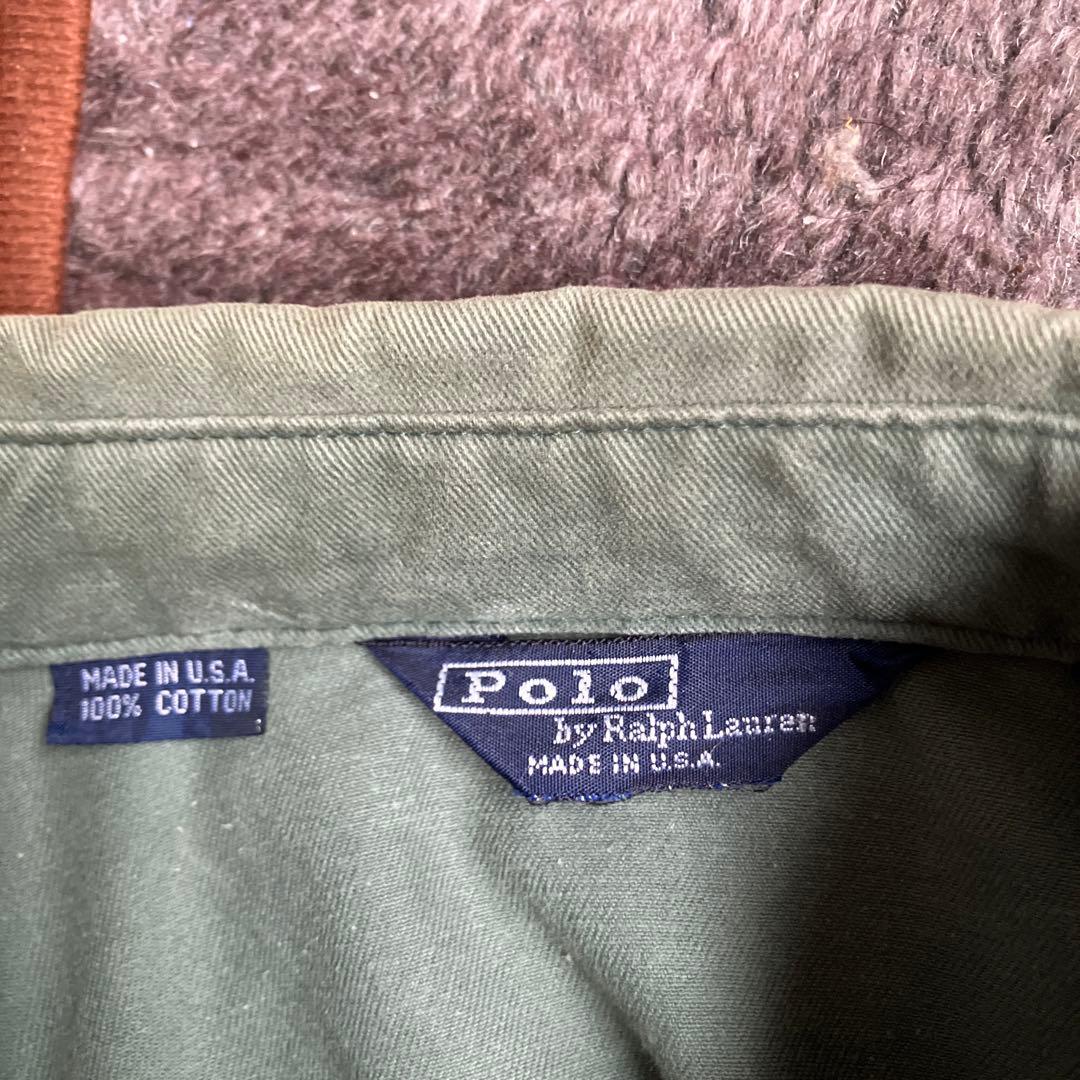 MADE IN U.S.A.
100% COTTON
Polo
by Ralph Lauren
MADE IN U.S.A.